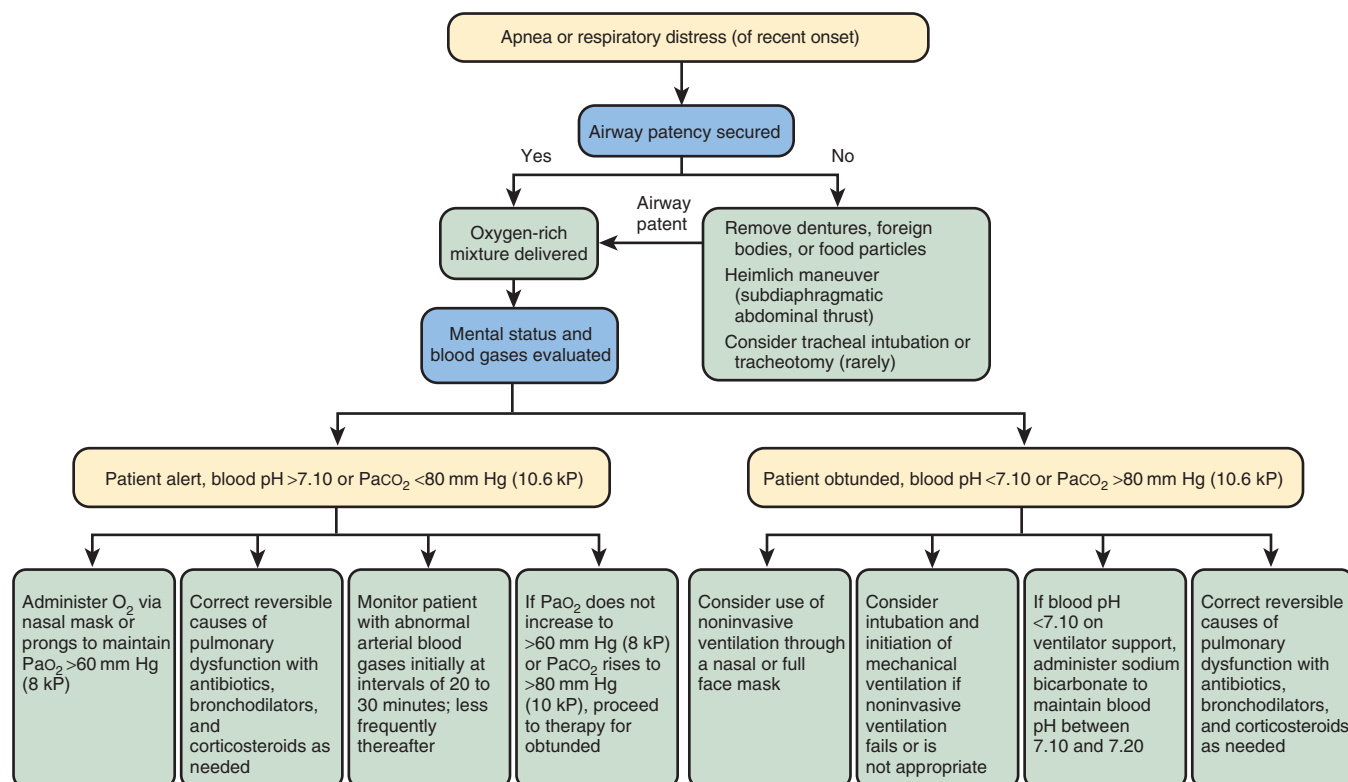 Apnea or respiratory distress (of recent onset)
Airway patency secured
Yes
No
Airway
patent
Oxygen-rich
mixture delivered
Remove dentures, foreign
bodies, or food particles
Heimlich maneuver
(subdiaphragmatic
abdominal thrust)
Consider tracheal intubation or
tracheotomy (rarely)
Mental status and
blood gases evaluated
Patient alert, blood pH >7.10 or PaCO2 <80 mm Hg (10.6 kP)
Patient obtunded, blood pH <7.10 or PaCO2 >80 mm Hg (10.6 kP)
Administer O2 via
nasal mask or
prongs to maintain
PaO2 >60 mm Hg
(8 kP)
Correct reversible
causes of
pulmonary
dysfunction with
antibiotics,
bronchodilators,
and
corticosteroids as
needed
Monitor patient
with abnormal
arterial blood
gases initially at
intervals of 20 to
30 minutes; less
frequently
thereafter
If PaO2 does not
increase to
>60 mm Hg (8 kP)
or PaCO2 rises to
>80 mm Hg
(10 kP), proceed
to therapy for
obtunded
Consider use of
noninvasive
ventilation through
a nasal or full
face mask
Consider
intubation and
initiation of
mechanical
ventilation if
noninvasive
ventilation
fails or is
not appropriate
If blood pH
<7.10 on
ventilator support,
administer sodium
bicarbonate to
maintain blood
pH between
7.10 and 7.20
Correct reversible
causes of
pulmonary
dysfunction with
antibiotics,
bronchodilators,
and corticosteroids
as needed